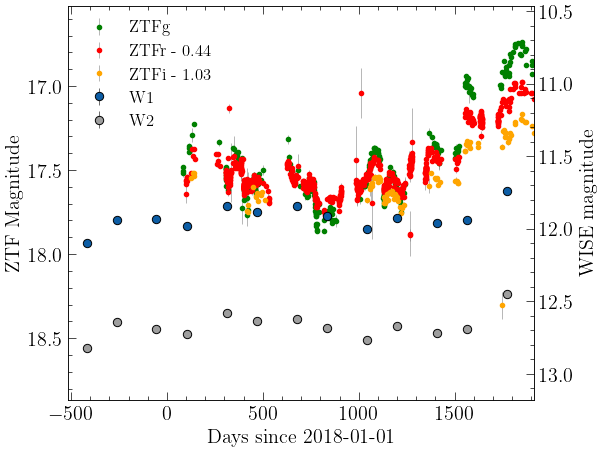 ZTFg
ZTFr - 0.44
ZTFi - 1.03
W1
W2
17.0
17.5
18.0
18.5
ZTF Magnitude
10.5
11.0
11.5
12.0
12.5
13.0
WISE magnitude
−500
0
500
1000
1500
Days since 2018-01-01